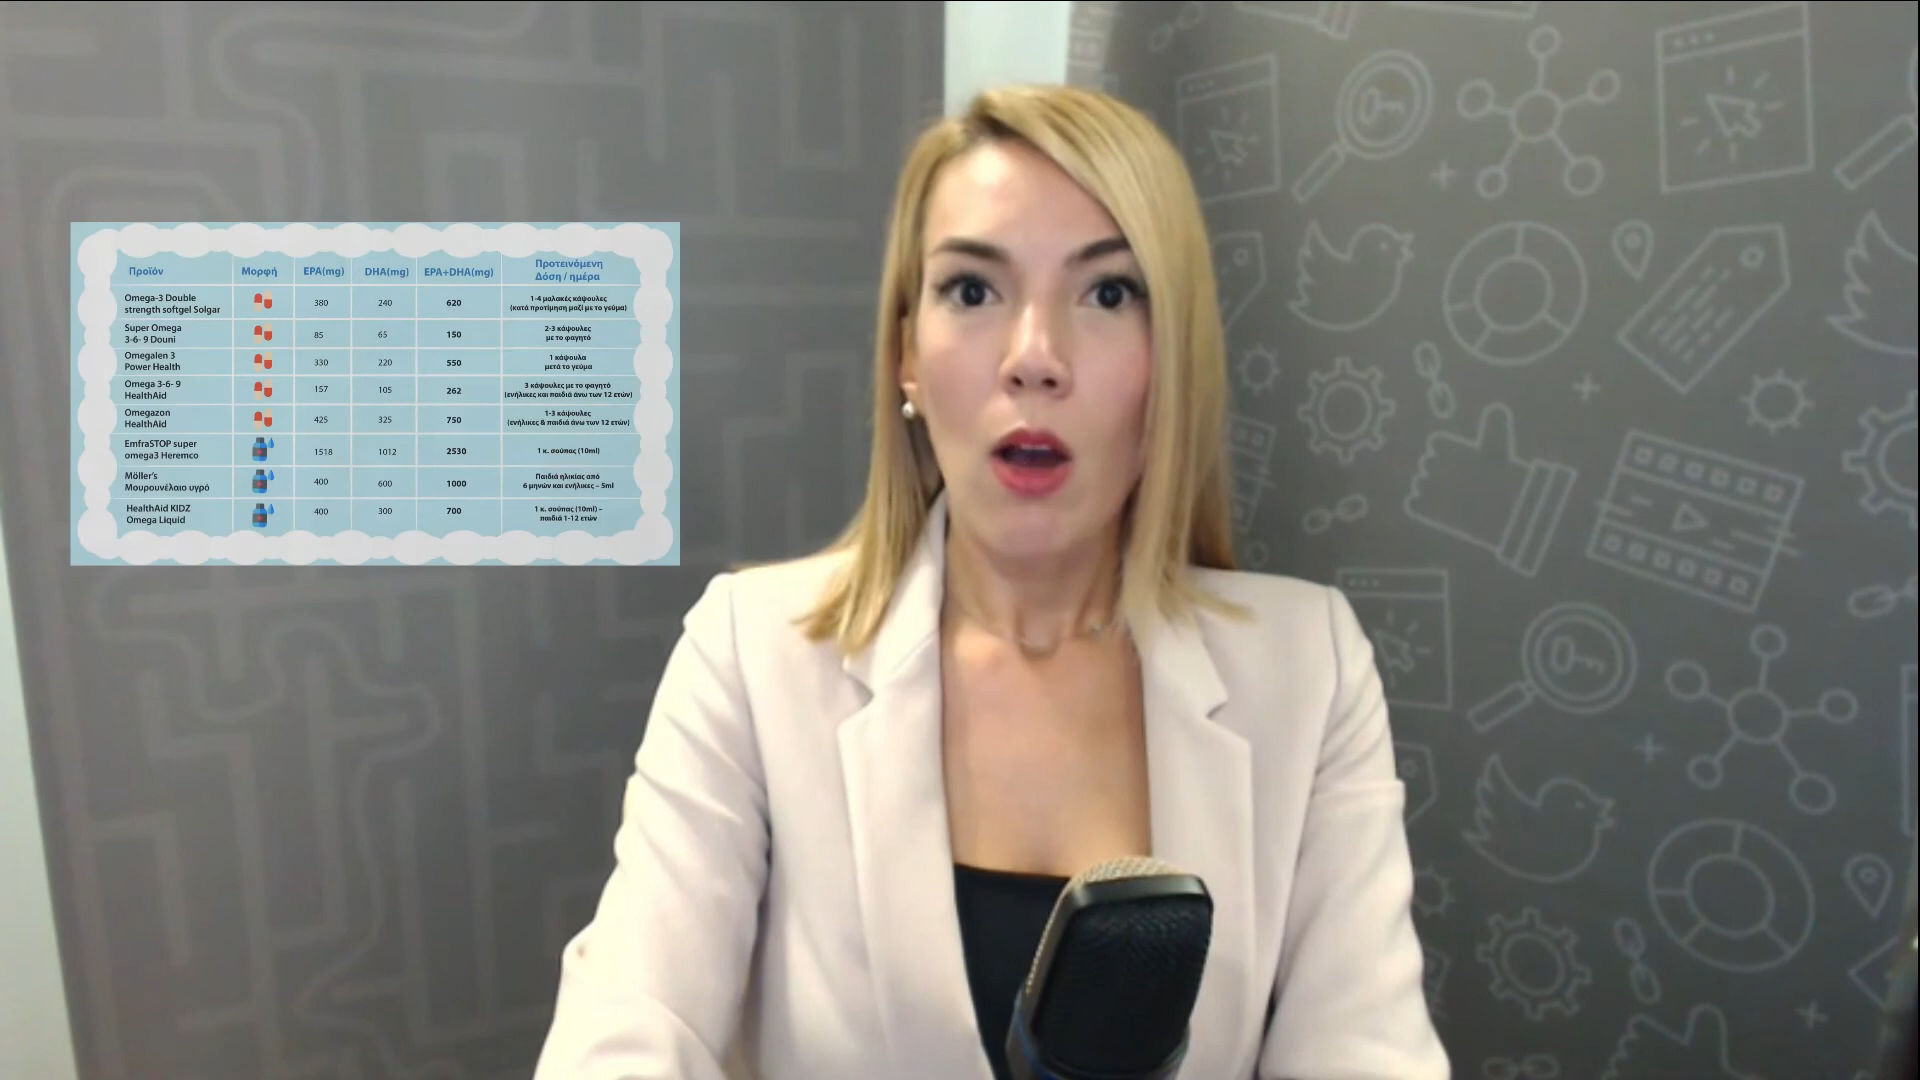 Προϊόν Μορφή EPA(mg) DHA(mg) EPA+DHA(mg) Προτεινόμενη
Δόση / ημέρα
Omega-3 Double
strength softgel Solgar 380 240 620 1-4 μαλακές κάψουλες
(κατά προτίμηση μαζί με το γεύμα)
Super Omega
3-6- 9 Douni 85 65 150 2-3 κάψουλες
με το φαγητό
Omegalen 3
Power Health 330 220 550 1 κάψουλα
μετά το γεύμα
Omega 3-6- 9
HealthAid 157 105 262 3 κάψουλες με το φαγητό
(ενήλικες και παιδιά άνω των 12 ετών)
Omegazon
HealthAid 425 325 750 1-3 κάψουλες
(ενήλικες & παιδιά άνω των 12 ετών)
EmfraSTOP super
omega3 Heremco 1518 1012 2530 1 κ. σούπας (10ml)
Möller's
Μουρουνέλαιο υγρό 400 600 1000 Παιδιά ηλικίας από
6 μηνών και ενήλικες – 5ml
HealthAid KIDZ
Omega Liquid 400 300 700 1 κ. σούπας (10ml) –
παιδιά 1-12 ετών